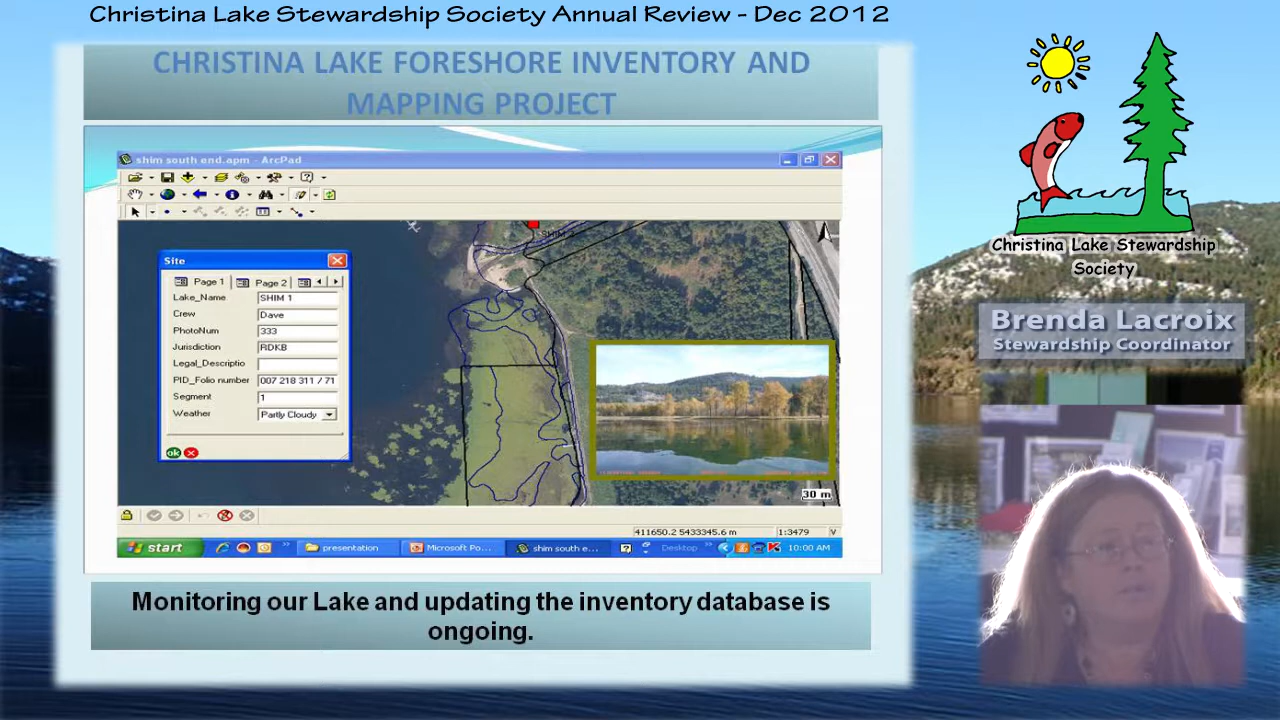 Christina Lake Stewardship Society Annual Review - Dec 2012
CHRISTINA LAKE FORESHORE INVENTORY AND
MAPPING PROJECT
shim south end.apm - ArcPad
SHIM
Site
Page 1
Page 2
Lake_Name
SHIM 1
Crew
Dave
PhotoNum
333
Jurisdiction
RDKB
Legal_Descriptio
PID_Folio number
007 218 311 / 71
Segment
1
Weather
Partly Cloudy
ok
30 m
411650.2 5433345.6 m
1:3479
V
start
presentation
Microsoft Po...
shim south e...
Desktop
10:00 AM
Monitoring our Lake and updating the inventory database is
ongoing.
Christina Lake Stewardship
Society
Brenda Lacroix
Stewardship Coordinator